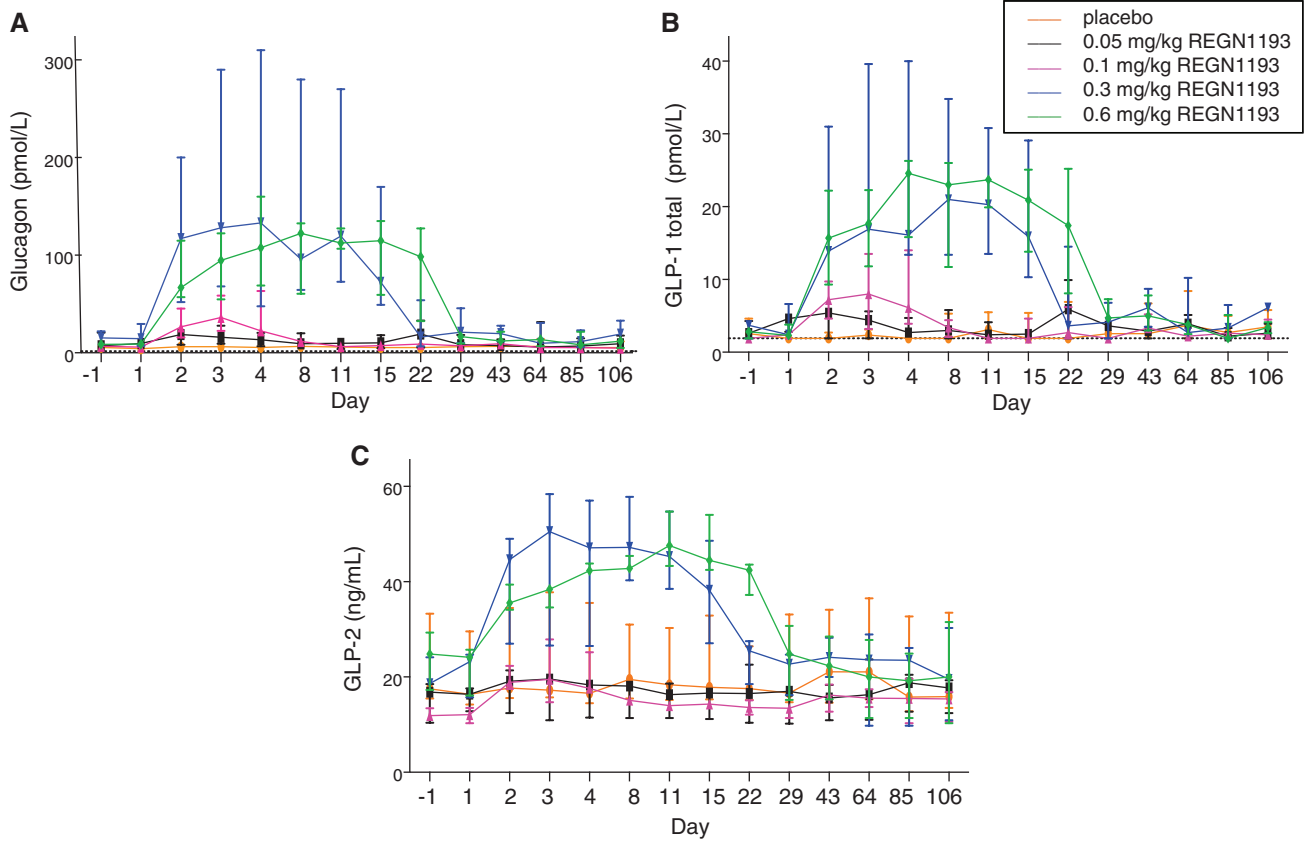 A
Glucagon (pmol/L)
300
200
100
0
-1 1 2 3 4 8 11 15 22 29 43 64 85 106
Day
B
placebo
0.05 mg/kg REGN1193
0.1 mg/kg REGN1193
0.3 mg/kg REGN1193
0.6 mg/kg REGN1193
GLP-1 total (pmol/L)
40
30
20
10
0
-1 1 2 3 4 8 11 15 22 29 43 64 85 106
Day
C
GLP-2 (ng/mL)
60
40
20
0
-1 1 2 3 4 8 11 15 22 29 43 64 85 106
Day